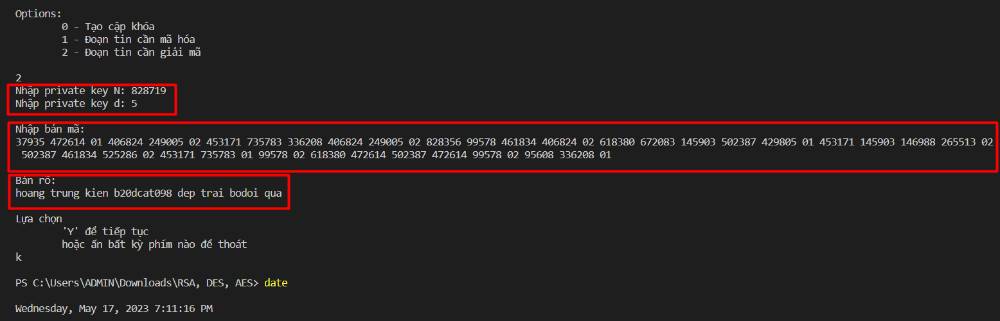 Options:
0 - Tạo cặp khóa
1 - Đoạn tin cần mã hóa
2 - Đoạn tin cần giải mã
2
Nhập private key N: 828719
Nhập private key d: 5
Nhập bản mã:
37935 472614 01 406824 249005 02 453171 735783 336208 406824 249005 02 828356 99578 461834 406824 02 618380 672083 145903 502387 429805 01 453171 145903 146988 265513 02
502387 461834 525286 02 453171 735783 01 99578 02 618380 472614 502387 472614 99578 02 95608 336208 01
Bản rõ:
hoang trung kien b20dcat098 dep trai bodoi qua
Lựa chọn
'Y' để tiếp tục
hoặc ấn bất kỳ phím nào để thoát
k
PS C:\Users\ADMIN\Downloads\RSA, DES, AES> date
Wednesday, May 17, 2023 7:11:16 PM